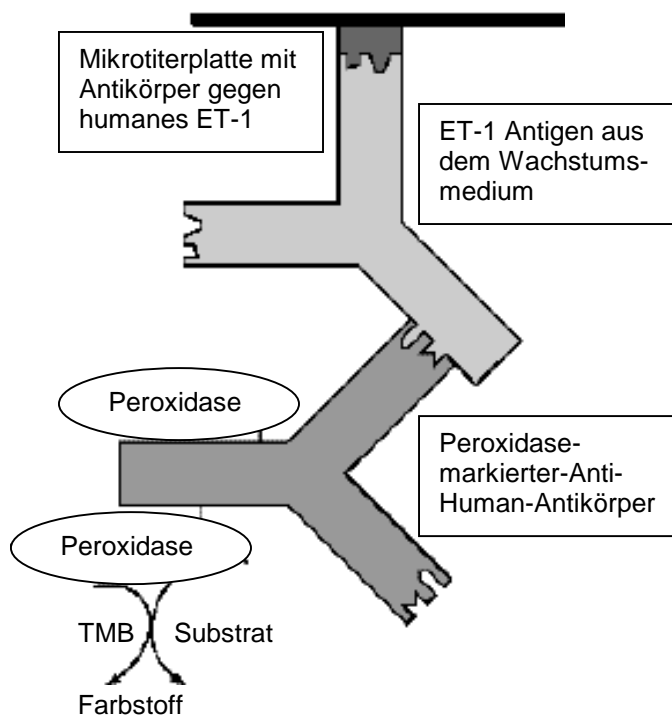 Mikrotiterplatte mit
Antikörper gegen
humanes ET-1
ET-1 Antigen aus
dem Wachstums-
medium
Peroxidase
Peroxidase-
markierter-Anti-
Human-Antikörper
Peroxidase
TMB Substrat
Farbstoff